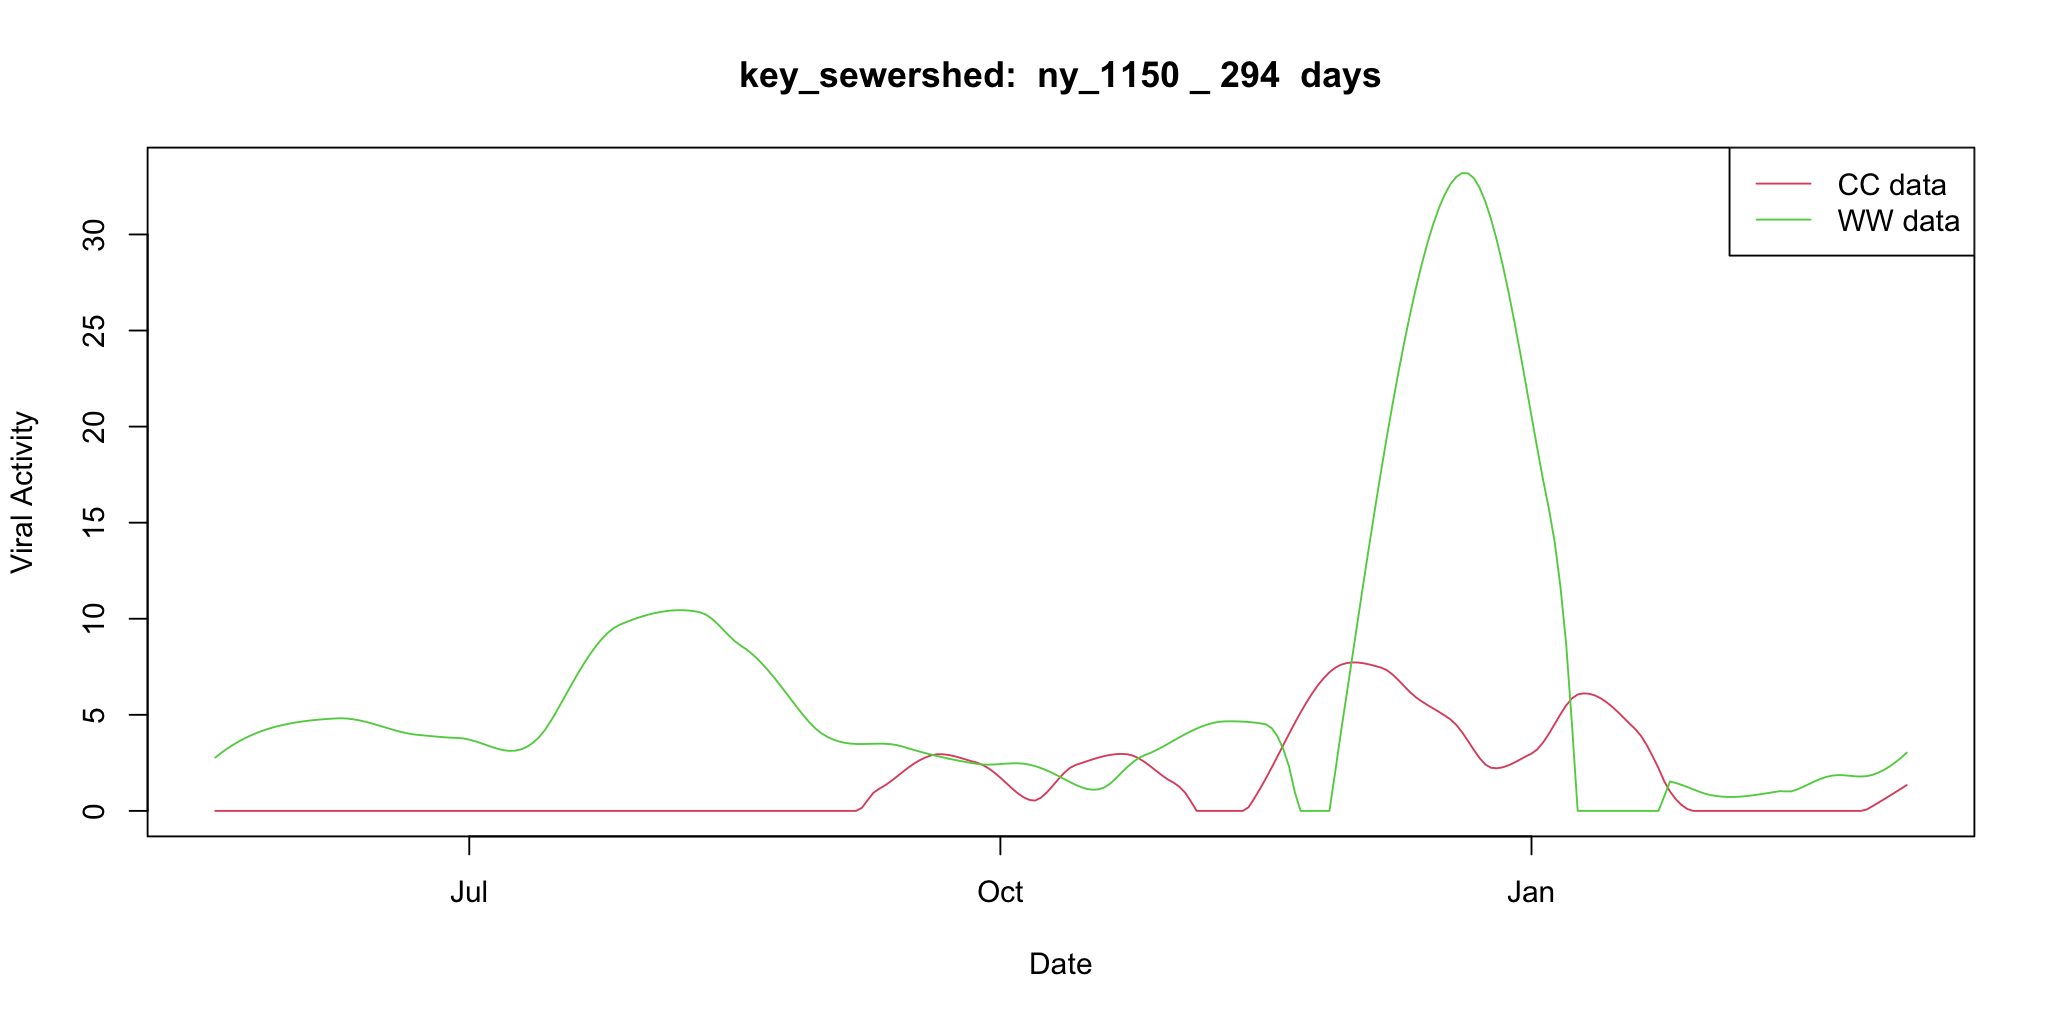 key_sewershed:  ny_1150 _ 294  days
CC data
WW data
Viral Activity
30
25
20
15
10
5
0
Jul
Oct
Jan
Date